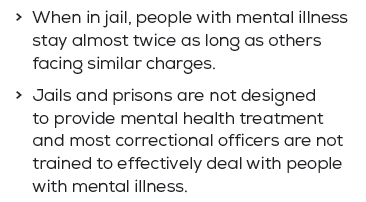 > When in jail, people with mental illness
stay almost twice as long as others
facing similar charges.
> Jails and prisons are not designed
to provide mental health treatment
and most correctional officers are not
trained to effectively deal with people
with mental illness.